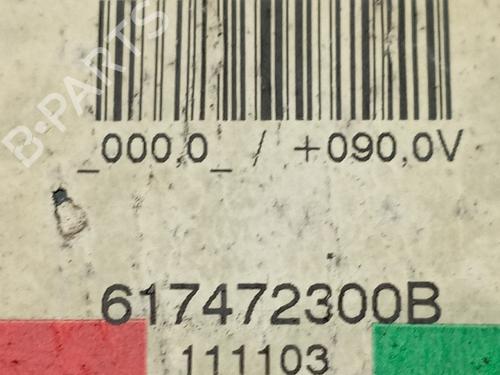 B-PARTS
_000,0_ / +090,0V
617472300B
111103